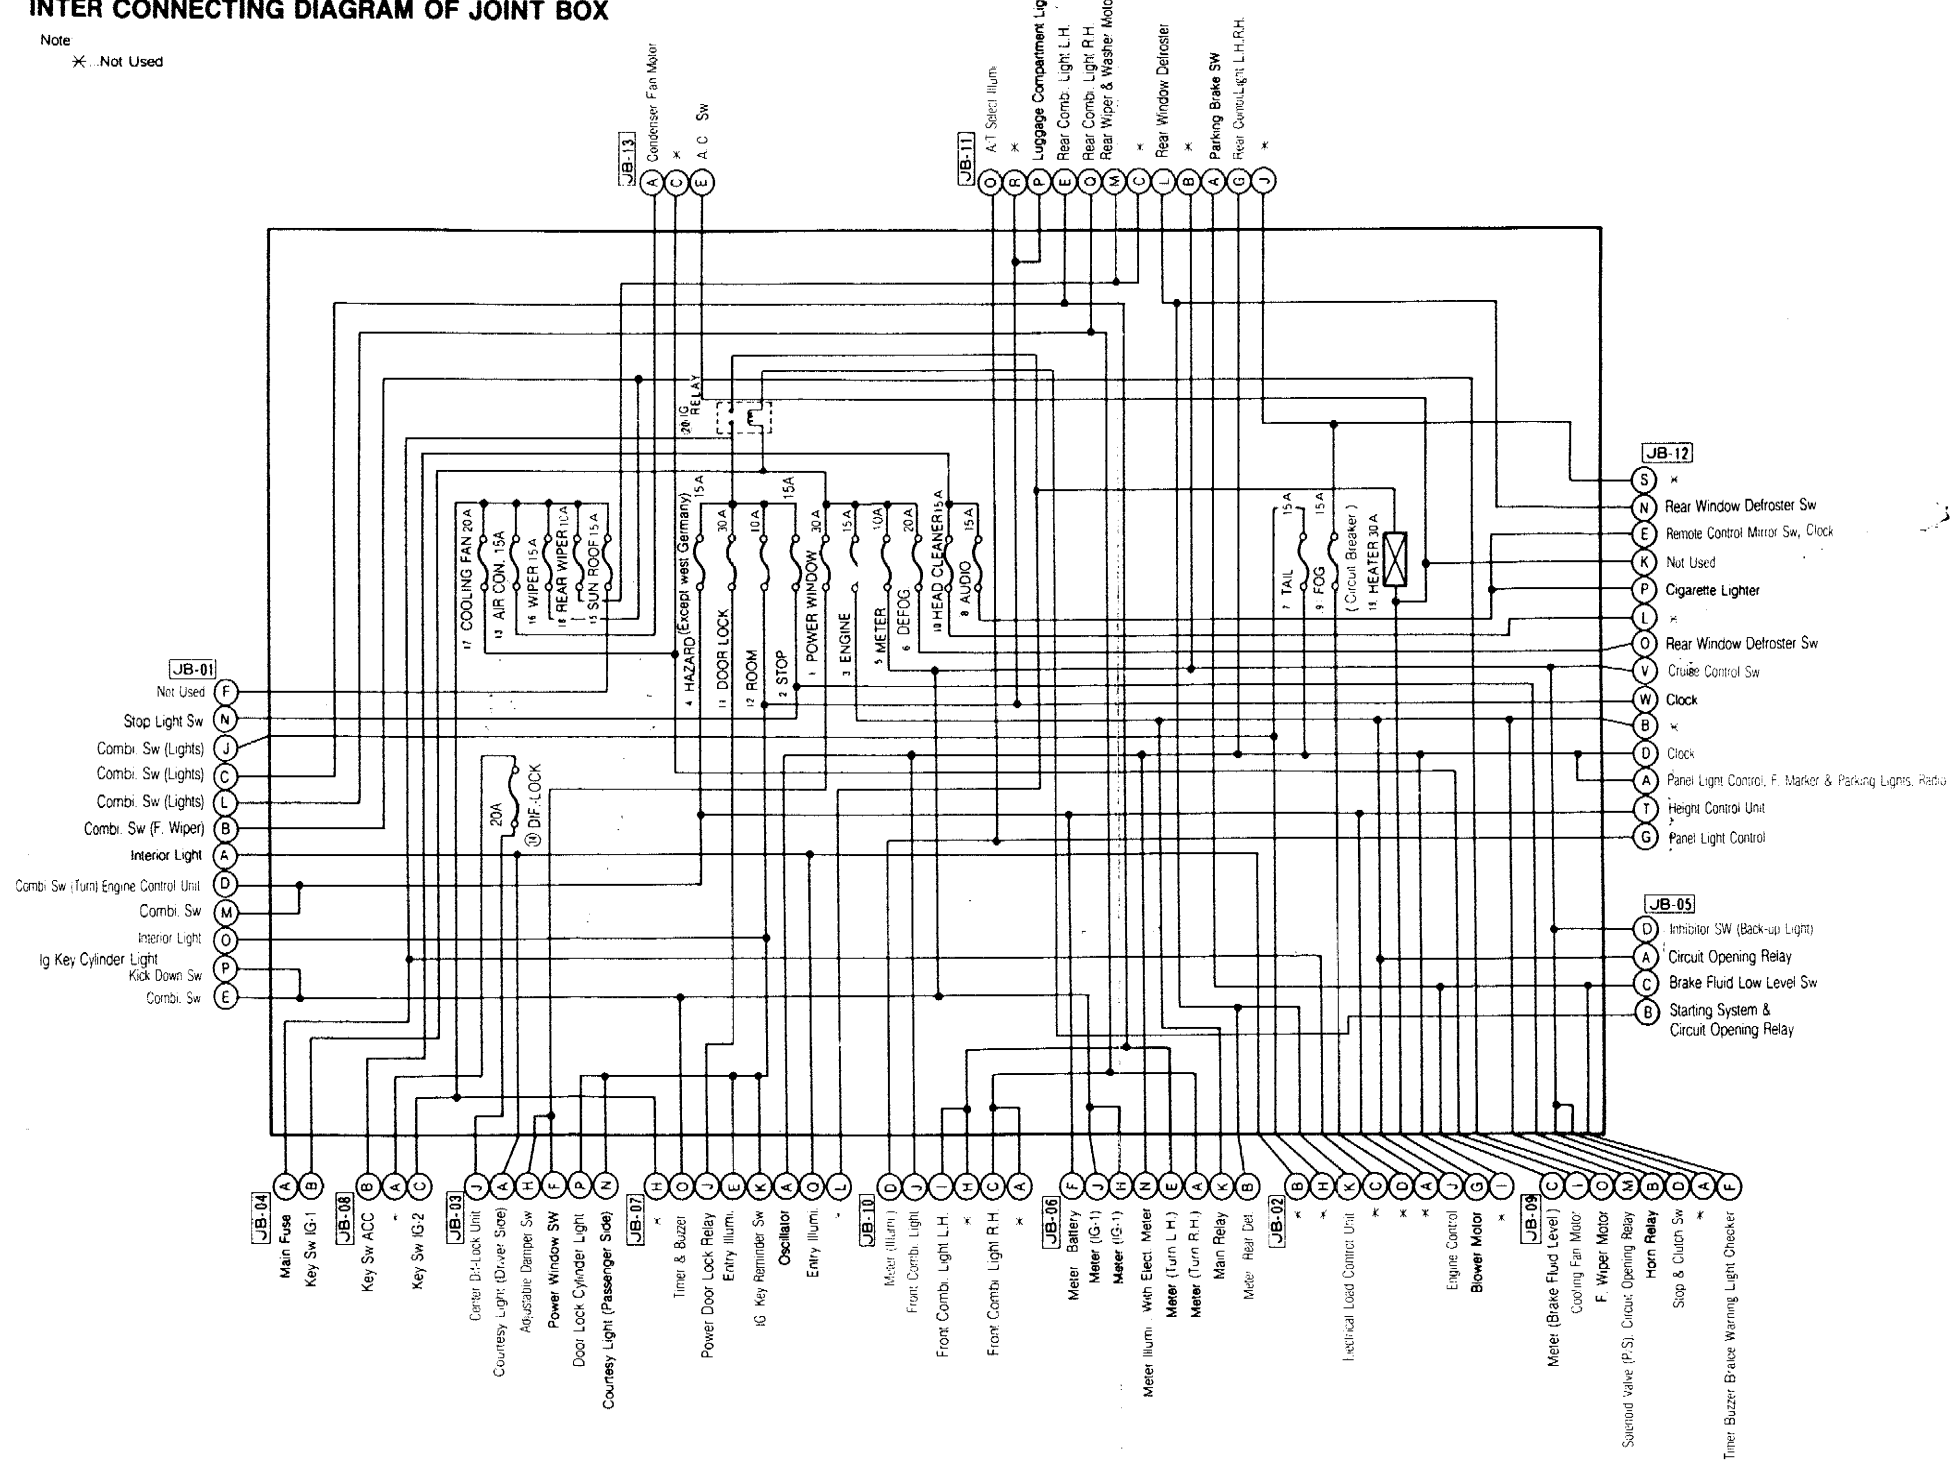 INTER CONNECTING DIAGRAM OF JOINT BOX
Note
* ...Not Used
JB-13
A Condenser Fan Motor
C *
E A.C Sw
JB-11
O A/T Select Illumi.
R *
P Luggage Compartment Lig
E Rear Combi. Light L.H.
Q Rear Combi. Light R.H.
M Rear Wiper & Washer Moto
C *
L Rear Window Defroster
B *
A Parking Brake SW
G Rear Combi.Light L.H.R.H.
J *
20 IG RELAY
17 COOLING FAN 20A
13 AIR CON. 15A
16 WIPER 15A
18 REAR WIPER 10A
15 SUN ROOF 15A
4 HAZARD (Except west Germany) 15A
11 DOOR LOCK 30A
12 ROOM 10A
2 STOP 15A
1 POWER WINDOW 30A
3 ENGINE 15A
5 METER 10A
6 DEFOG 20A
10 HEAD CLEANER 15A
8 AUDIO 15A
7 TAIL 15A
9 FOG 15A
(Circuit Breaker)
19 HEATER 30A
20A
14 DIF.-LOCK
JB-12
S *
N Rear Window Defroster Sw
E Remote Control Mirror Sw, Clock
K Not Used
P Cigarette Lighter
L *
O Rear Window Defroster Sw
V Cruise Control Sw
W Clock
B *
D Clock
A Panel Light Control, F. Marker & Parking Lights, Radio
T Height Control Unit
G Panel Light Control
JB-05
D Inhibitor SW (Back-up Light)
A Circuit Opening Relay
C Brake Fluid Low Level Sw
B Starting System &
Circuit Opening Relay
JB-01
Not Used F
Stop Light Sw N
Combi. Sw (Lights) J
Combi. Sw (Lights) C
Combi. Sw (Lights) L
Combi. Sw (F. Wiper) B
Interior Light A
Combi Sw (Turn) Engine Control Unit D
Combi. Sw M
Interior Light O
Ig Key Cylinder Light
Kick Down Sw P
Combi. Sw E
JB-04
A Main Fuse
B Key Sw IG-1
JB-08
B Key Sw ACC
A *
C Key Sw IG-2
JB-03
J Center Dif-Lock Unit
A Courtesy Light (Driver Side)
H Adjustable Damper Sw
F Power Window SW
P Door Lock Cylinder Light
N Courtesy Light (Passenger Side)
JB-07
H *
O Timer & Buzzer
J Power Door Lock Relay
E Entry Illumi.
K IG Key Reminder Sw
A Oscillator
Q Entry Illumi.
L *
JB-10
D Meter (Illumi.)
J Front Combi. Light
I Front Combi. Light L.H.
H *
C Front Combi. Light R.H.
A *
JB-06
F Meter Battery
J Meter (IG-1)
H Meter (IG-1)
N Meter Illumi. With Elect. Meter
E Meter (Turn L.H.)
A Meter (Turn R.H.)
K Main Relay
B Meter Rear Def.
JB-02
B *
H *
K Electrical Load Control Unit
C *
D *
A *
J Engine Control
G Blower Motor
I *
JB-09
C Meter (Brake Fluid Level)
I Cooling Fan Motor
O F. Wiper Motor
M Solenoid Valve (P.S). Circuit Opening Relay
B Horn Relay
D Stop & Clutch Sw
A *
F Timer Buzzer Bralce Warning Light Checker